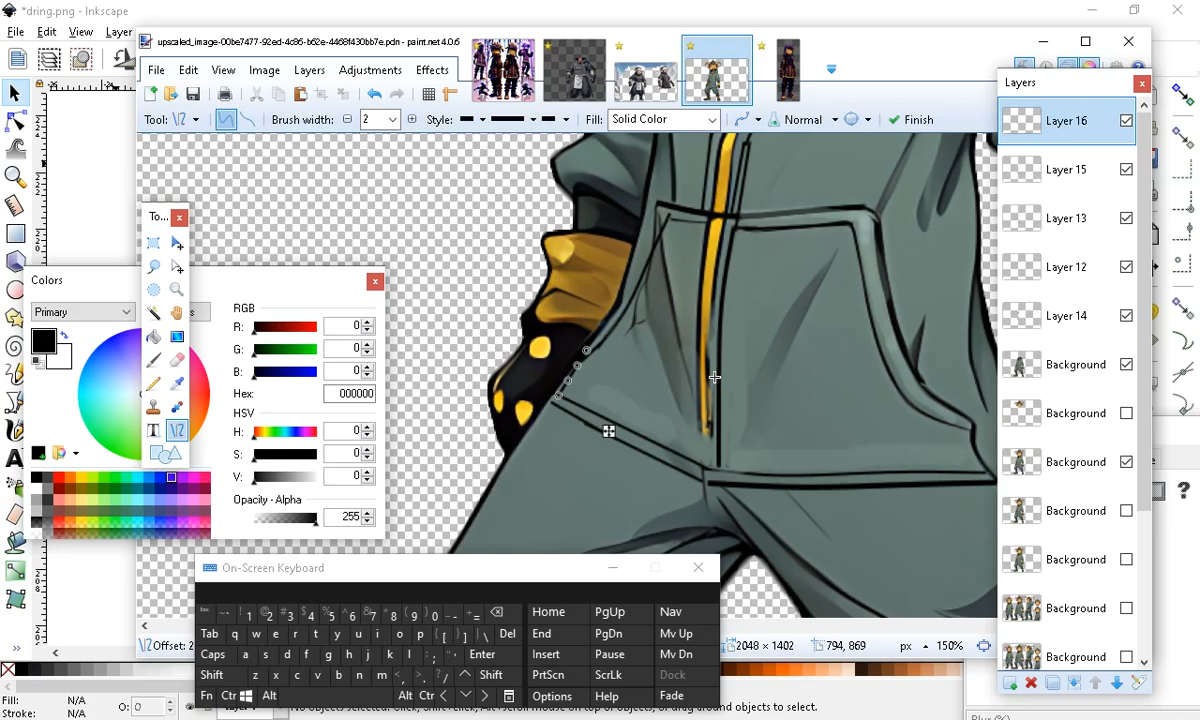 *dring.png - Inkscape
File Edit View Layer
upscaled_image-00be7477-92ed-4c86-b62e-4468f430bb7e.pdn - paint.net 4.0.6
File Edit View Image Layers Adjustments Effects
Tool: Brush width: 2 Style: Fill: Solid Color Normal Finish
Layers
Layer 16
Layer 15
Layer 13
Layer 12
Layer 14
Background
Background
Background
Background
Background
Background
Background
To...
Colors
Primary
RGB
R: 0
G: 0
B: 0
Hex: 000000
HSV
H: 0
S: 0
V: 0
Opacity - Alpha
255
On-Screen Keyboard
Esc Home PgUp Nav
Tab q w e r t y u i o p [ ] \ Del End PgDn Mv Up
Caps a s d f g h j k l ; ' Enter Insert Pause Mv Dn
Shift z x c v b n m , . / Shift PrtScn ScrLk Dock
Fn Ctrl Alt Alt Ctrl Options Help Fade
Offset: 2
2048 × 1402 794, 869 px 150%
Fill: N/A
Stroke: N/A
O: 0
No objects selected. Click, Shift+click, Alt+scroll mouse on top of objects, or drag around objects to select.